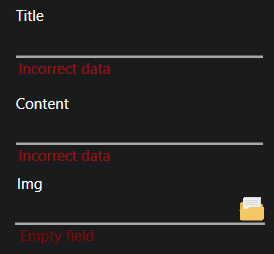 Title
Incorrect data
Content
Incorrect data
Img
Empty field